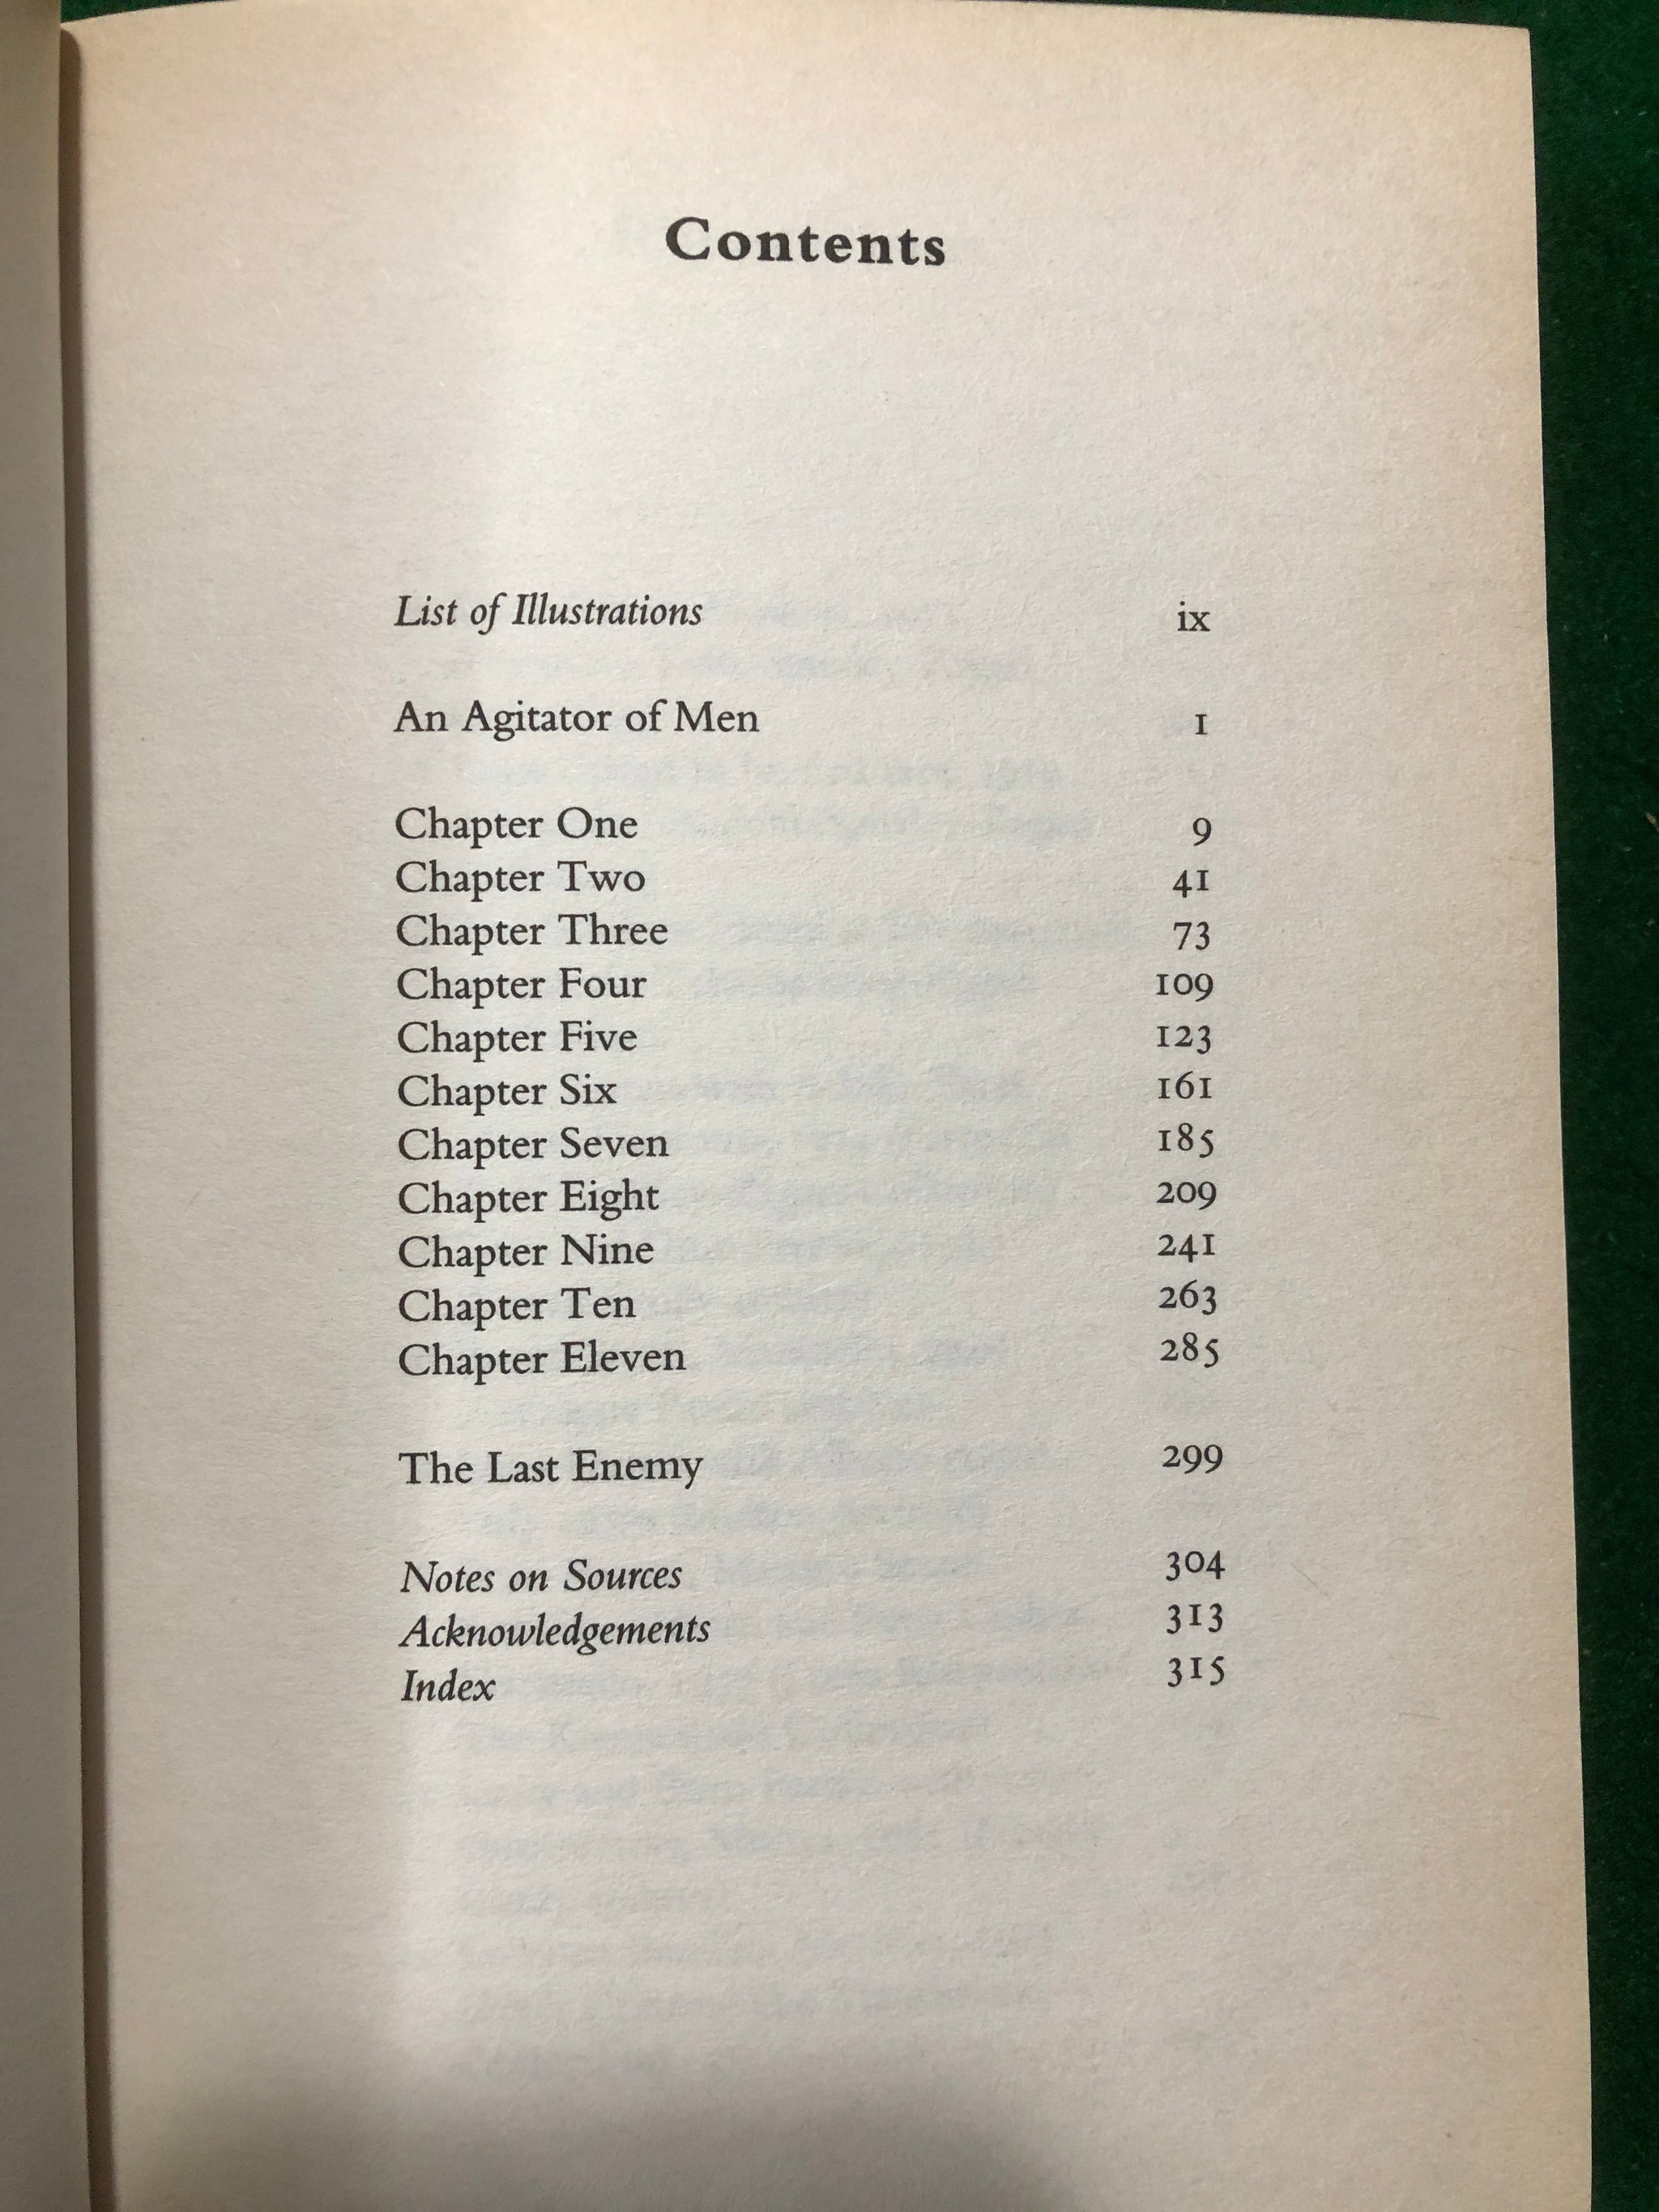 Contents
List of Illustrations ix
An Agitator of Men 1
Chapter One 9
Chapter Two 41
Chapter Three 73
Chapter Four 109
Chapter Five 123
Chapter Six 161
Chapter Seven 185
Chapter Eight 209
Chapter Nine 241
Chapter Ten 263
Chapter Eleven 285
The Last Enemy 299
Notes on Sources 304
Acknowledgements 313
Index 315